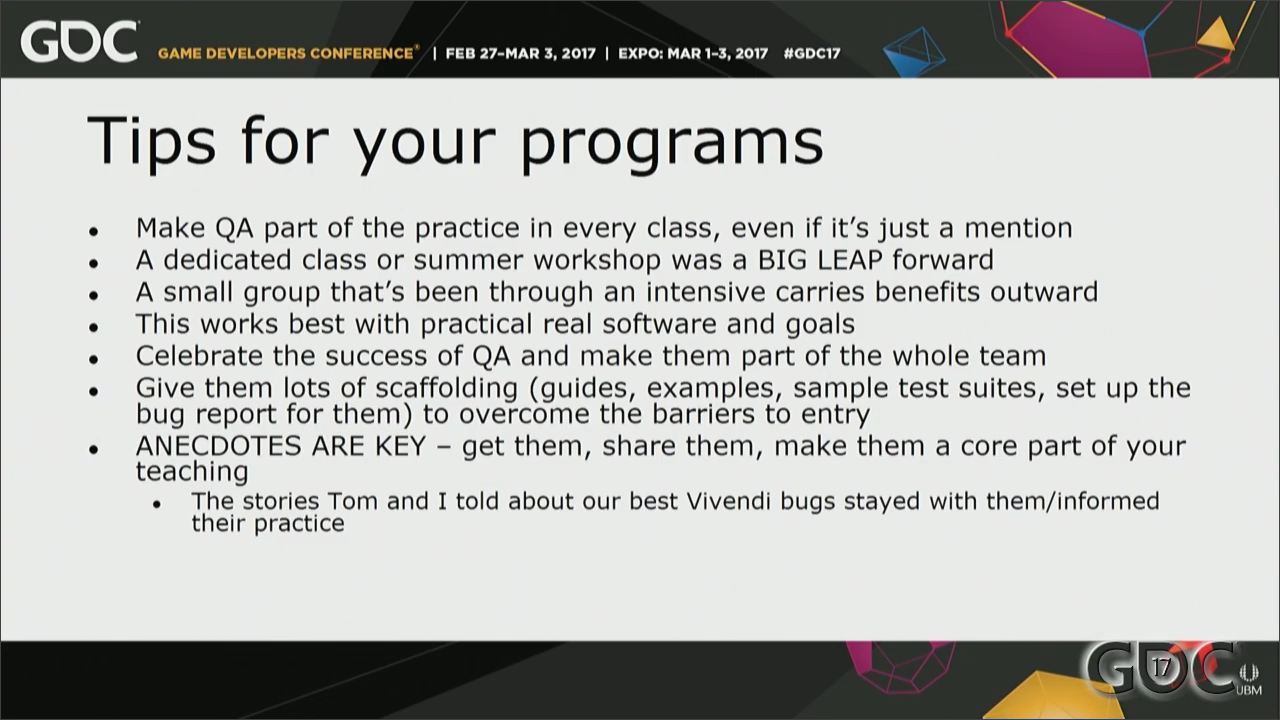 GDC GAME DEVELOPERS CONFERENCE® | FEB 27-MAR 3, 2017 | EXPO: MAR 1-3, 2017 #GDC17
Tips for your programs
• Make QA part of the practice in every class, even if it’s just a mention
• A dedicated class or summer workshop was a BIG LEAP forward
• A small group that’s been through an intensive carries benefits outward
• This works best with practical real software and goals
• Celebrate the success of QA and make them part of the whole team
• Give them lots of scaffolding (guides, examples, sample test suites, set up the
bug report for them) to overcome the barriers to entry
• ANECDOTES ARE KEY – get them, share them, make them a core part of your
teaching
• The stories Tom and I told about our best Vivendi bugs stayed with them/informed
their practice
GDC 17
UBM